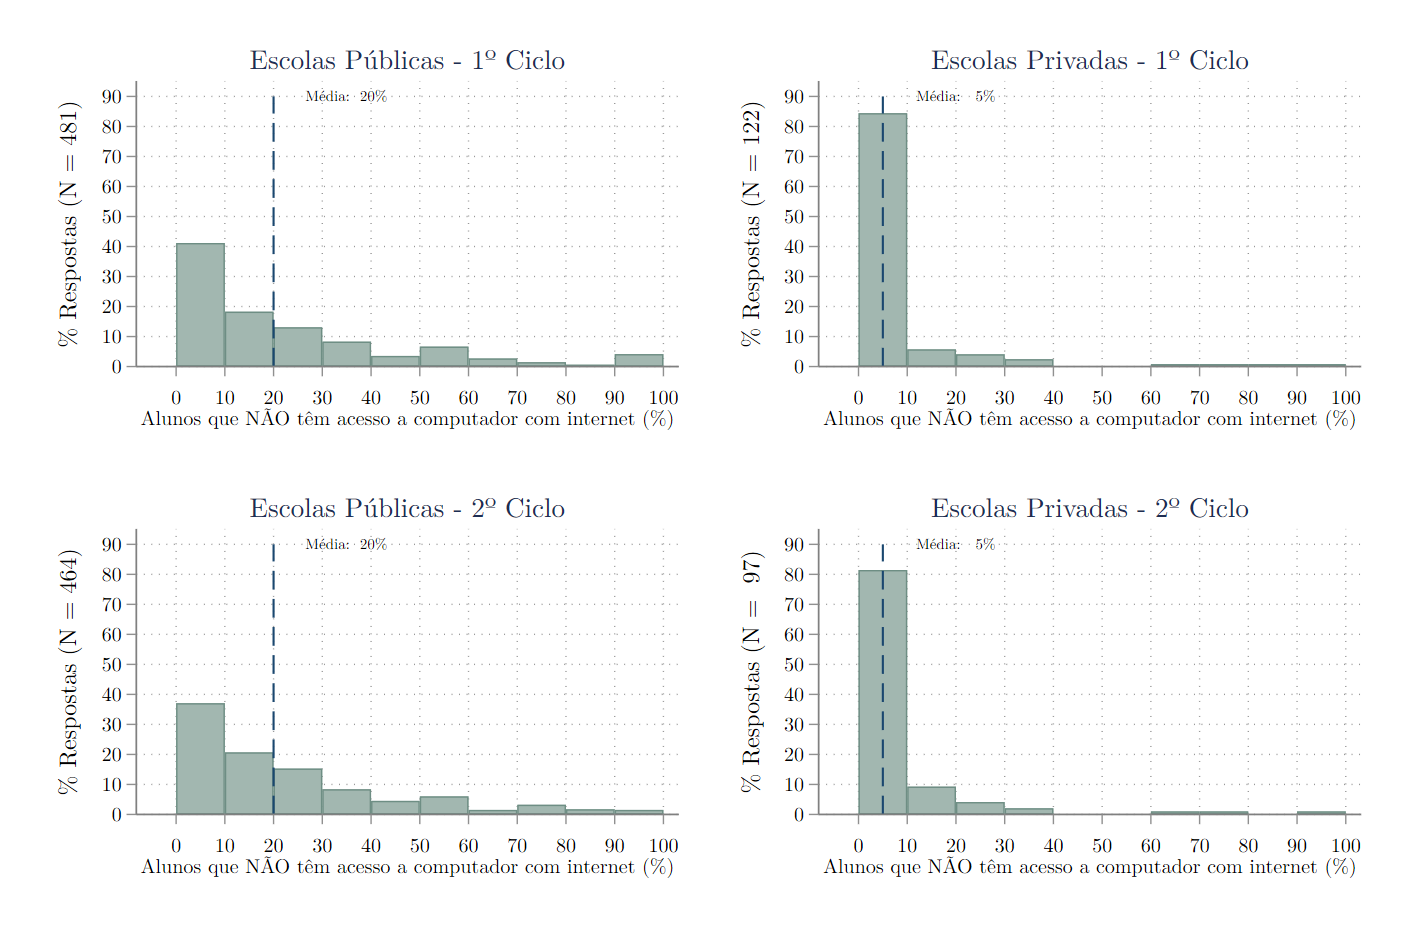 Escolas Públicas - 1º Ciclo
Média: 20%
% Respostas (N = 481)
90
80
70
60
50
40
30
20
10
0
0 10 20 30 40 50 60 70 80 90 100
Alunos que NÃO têm acesso a computador com internet (%)
Escolas Privadas - 1º Ciclo
Média: 5%
% Respostas (N = 122)
90
80
70
60
50
40
30
20
10
0
0 10 20 30 40 50 60 70 80 90 100
Alunos que NÃO têm acesso a computador com internet (%)
Escolas Públicas - 2º Ciclo
Média: 20%
% Respostas (N = 464)
90
80
70
60
50
40
30
20
10
0
0 10 20 30 40 50 60 70 80 90 100
Alunos que NÃO têm acesso a computador com internet (%)
Escolas Privadas - 2º Ciclo
Média: 5%
% Respostas (N = 97)
90
80
70
60
50
40
30
20
10
0
0 10 20 30 40 50 60 70 80 90 100
Alunos que NÃO têm acesso a computador com internet (%)